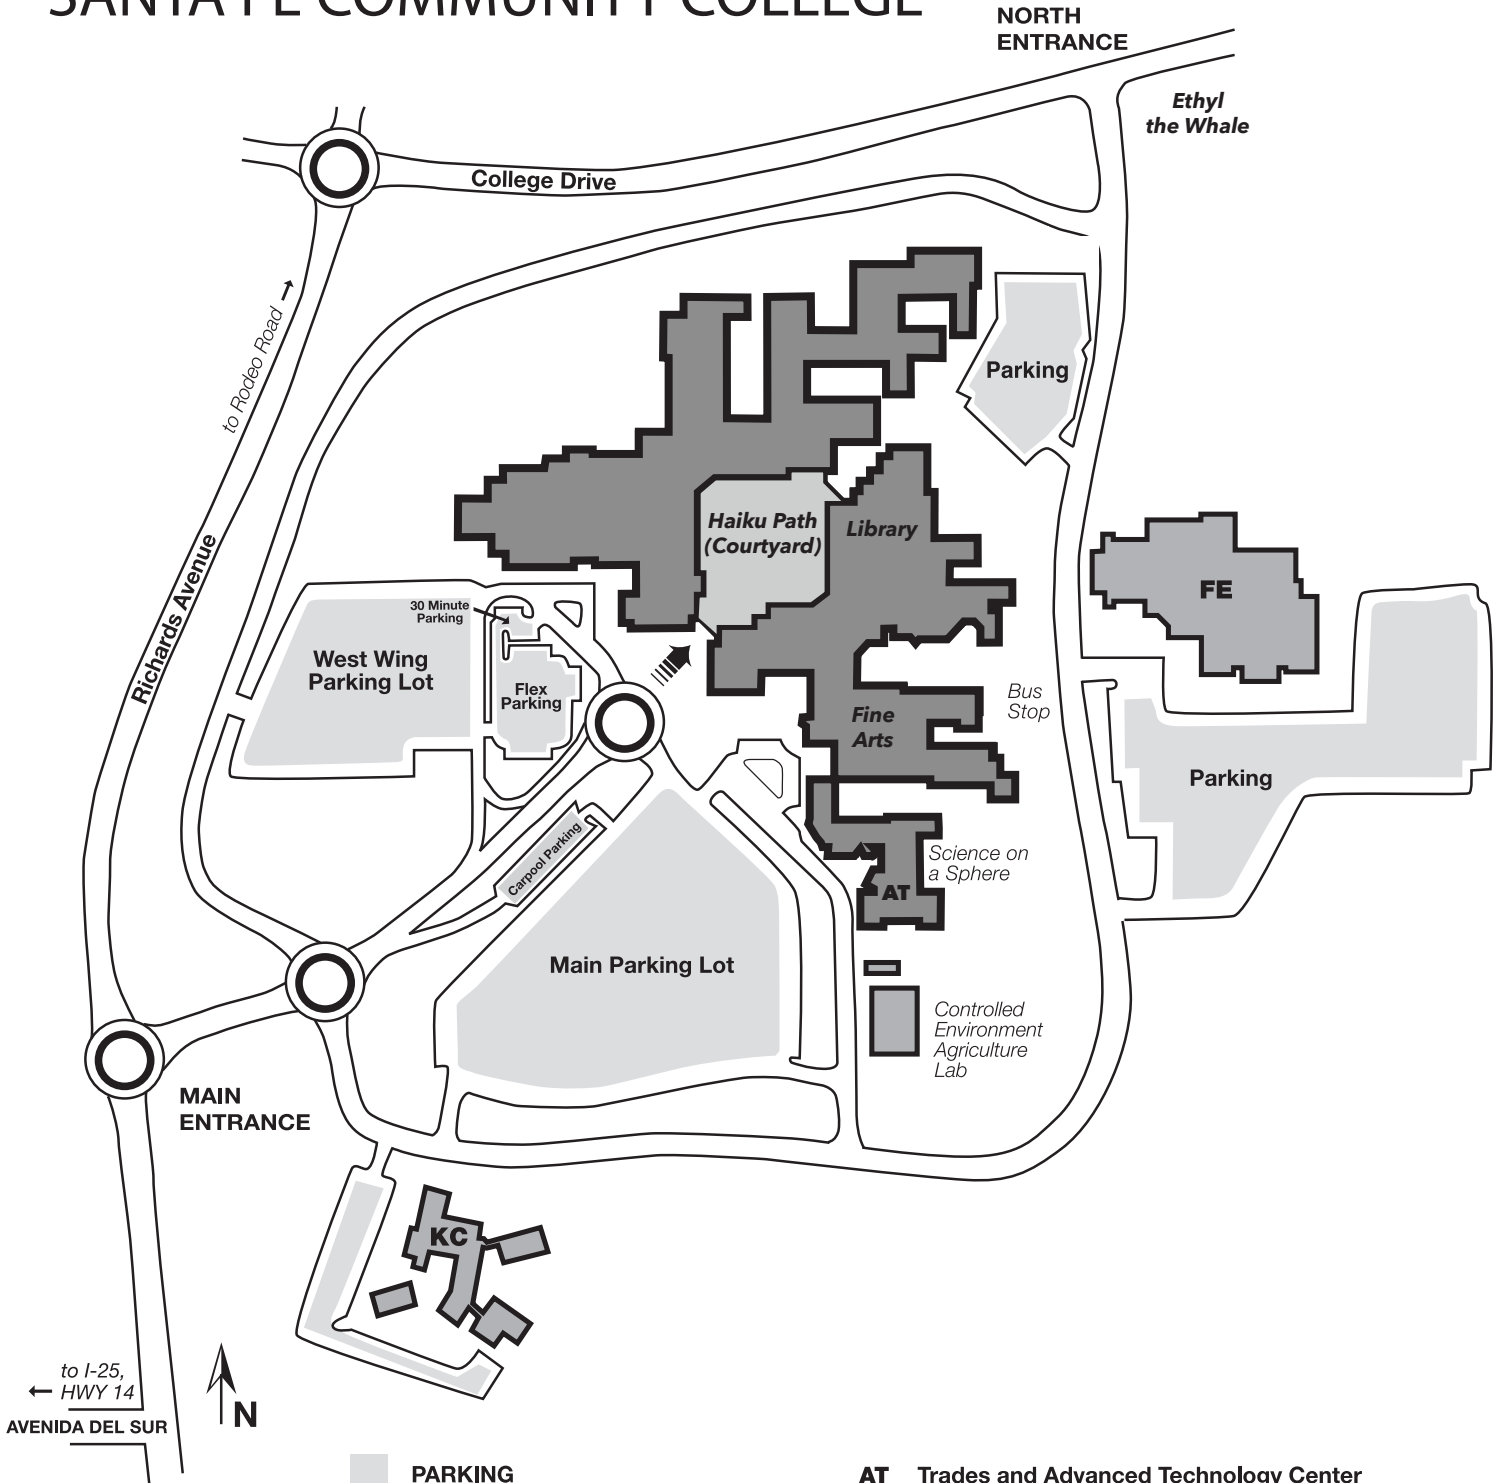 SANTA FE COMMUNITY COLLEGE
NORTH
ENTRANCE
Ethyl
the Whale
College Drive
to Rodeo Road
Parking
Haiku Path
(Courtyard)
Library
Richards Avenue
FE
30 Minute
Parking
West Wing
Parking Lot
Flex
Parking
Bus
Stop
Fine
Arts
Parking
Carpool Parking
Science on
a Sphere
AT
Main Parking Lot
Controlled
Environment
Agriculture
Lab
MAIN
ENTRANCE
KC
to I-25,
HWY 14
AVENIDA DEL SUR
N
PARKING
AT Trades and Advanced Technology Center